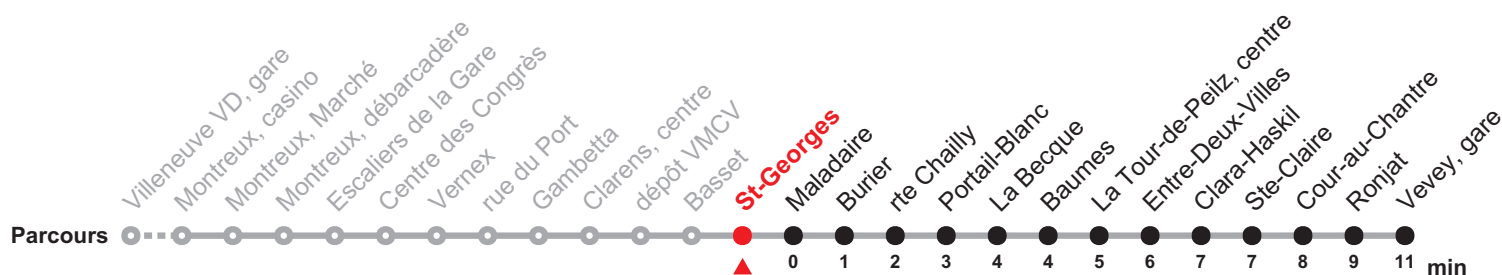 Villeneuve VD, gare
Montreux, casino
Montreux, Marché
Montreux, débarcadère
Escaliers de la Gare
Centre des Congrès
Vernex
rue du Port
Gambetta
Clarens, centre
dépôt VMCV
Basset
St-Georges
Maladaire
Burier
rte Chailly
Portail-Blanc
La Becque
Baumes
La Tour-de-Peilz, centre
Entre-Deux-Villes
Clara-Haskil
Ste-Claire
Cour-au-Chantre
Ronjat
Vevey, gare
Parcours
0 1 2 3 4 4 5 6 7 7 8 9 11 min